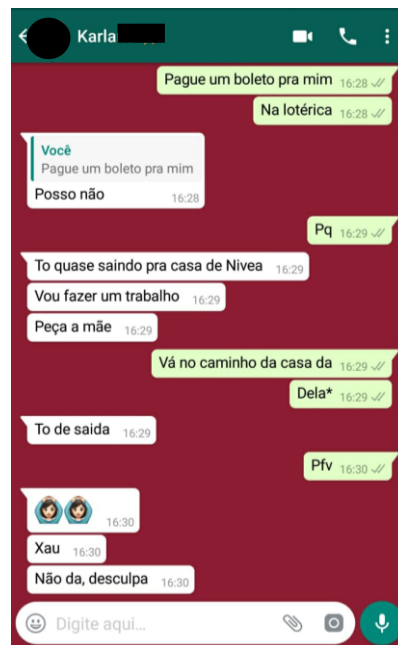 Karla
Pague um boleto pra mim 16:28
Na lotérica 16:28
Você
Pague um boleto pra mim
Posso não 16:28
Pq 16:29
To quase saindo pra casa de Nivea 16:29
Vou fazer um trabalho 16:29
Peça a mãe 16:29
Vá no caminho da casa da 16:29
Dela* 16:29
To de saida 16:29
Pfv 16:30
16:30
Xau 16:30
Não da, desculpa 16:30
Digite aqui...